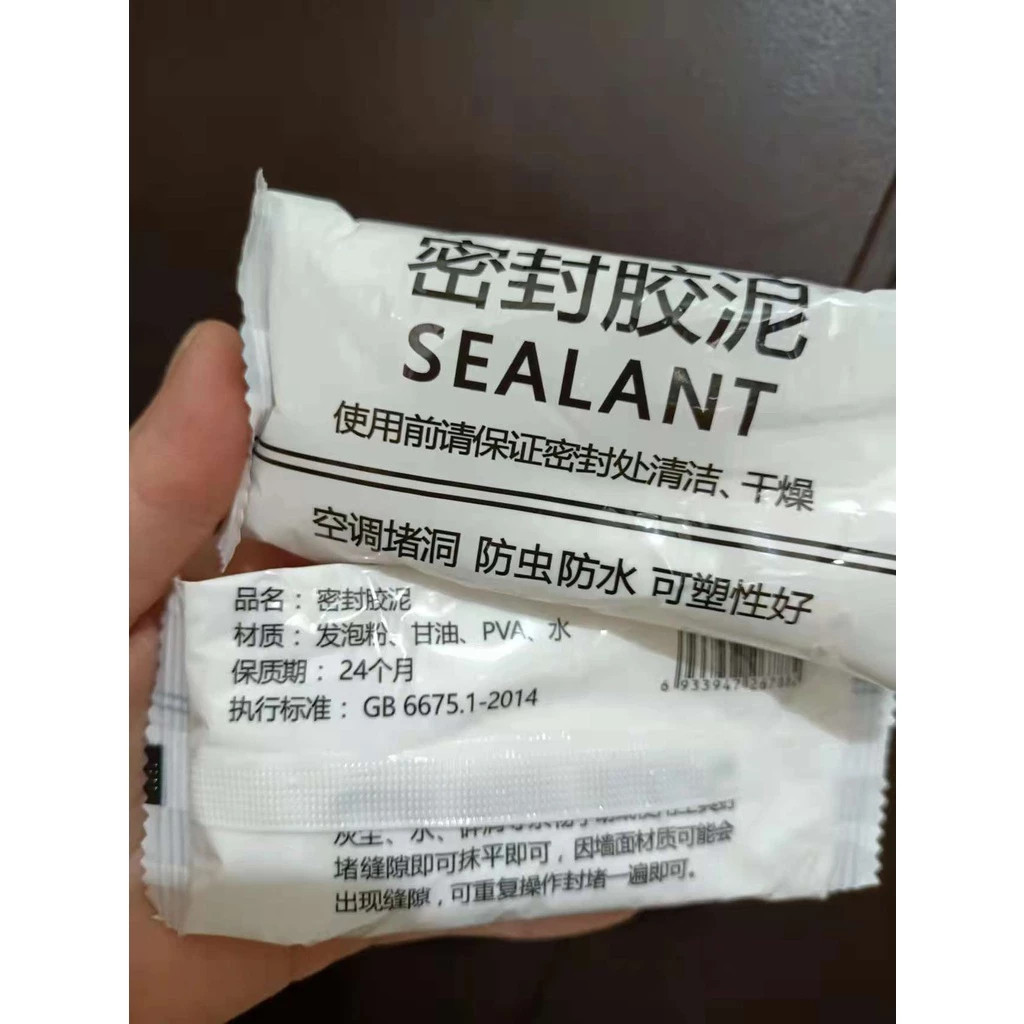 密封胶泥
SEALANT
使用前请保证密封处清洁、干燥
空调堵洞 防虫防水 可塑性好
品名：密封胶泥
材质：发泡粉、甘油、PVA、水
保质期：24个月
执行标准：GB 6675.1-2014
6 933947
灰尘、水、
堵缝隙即可抹平即可，因墙面材质可能会
出现缝隙，可重复操作封堵一遍即可。